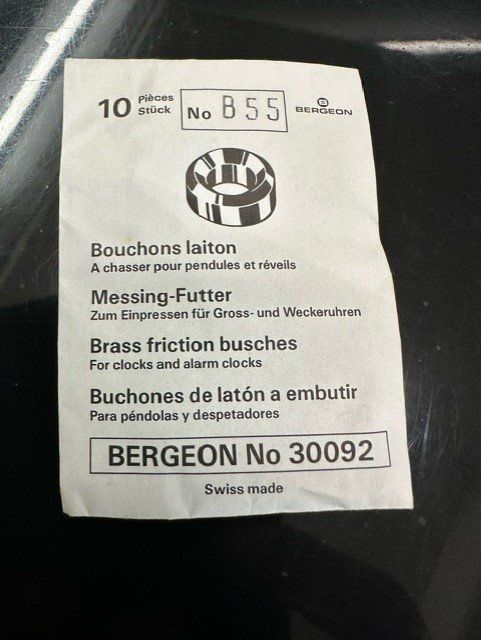 10 Pièces
Stück
No B55
B
BERGEON
Bouchons laiton
A chasser pour pendules et réveils
Messing-Futter
Zum Einpressen für Gross- und Weckeruhren
Brass friction busches
For clocks and alarm clocks
Buchones de latón a embutir
Para péndolas y despetadores
BERGEON No 30092
Swiss made